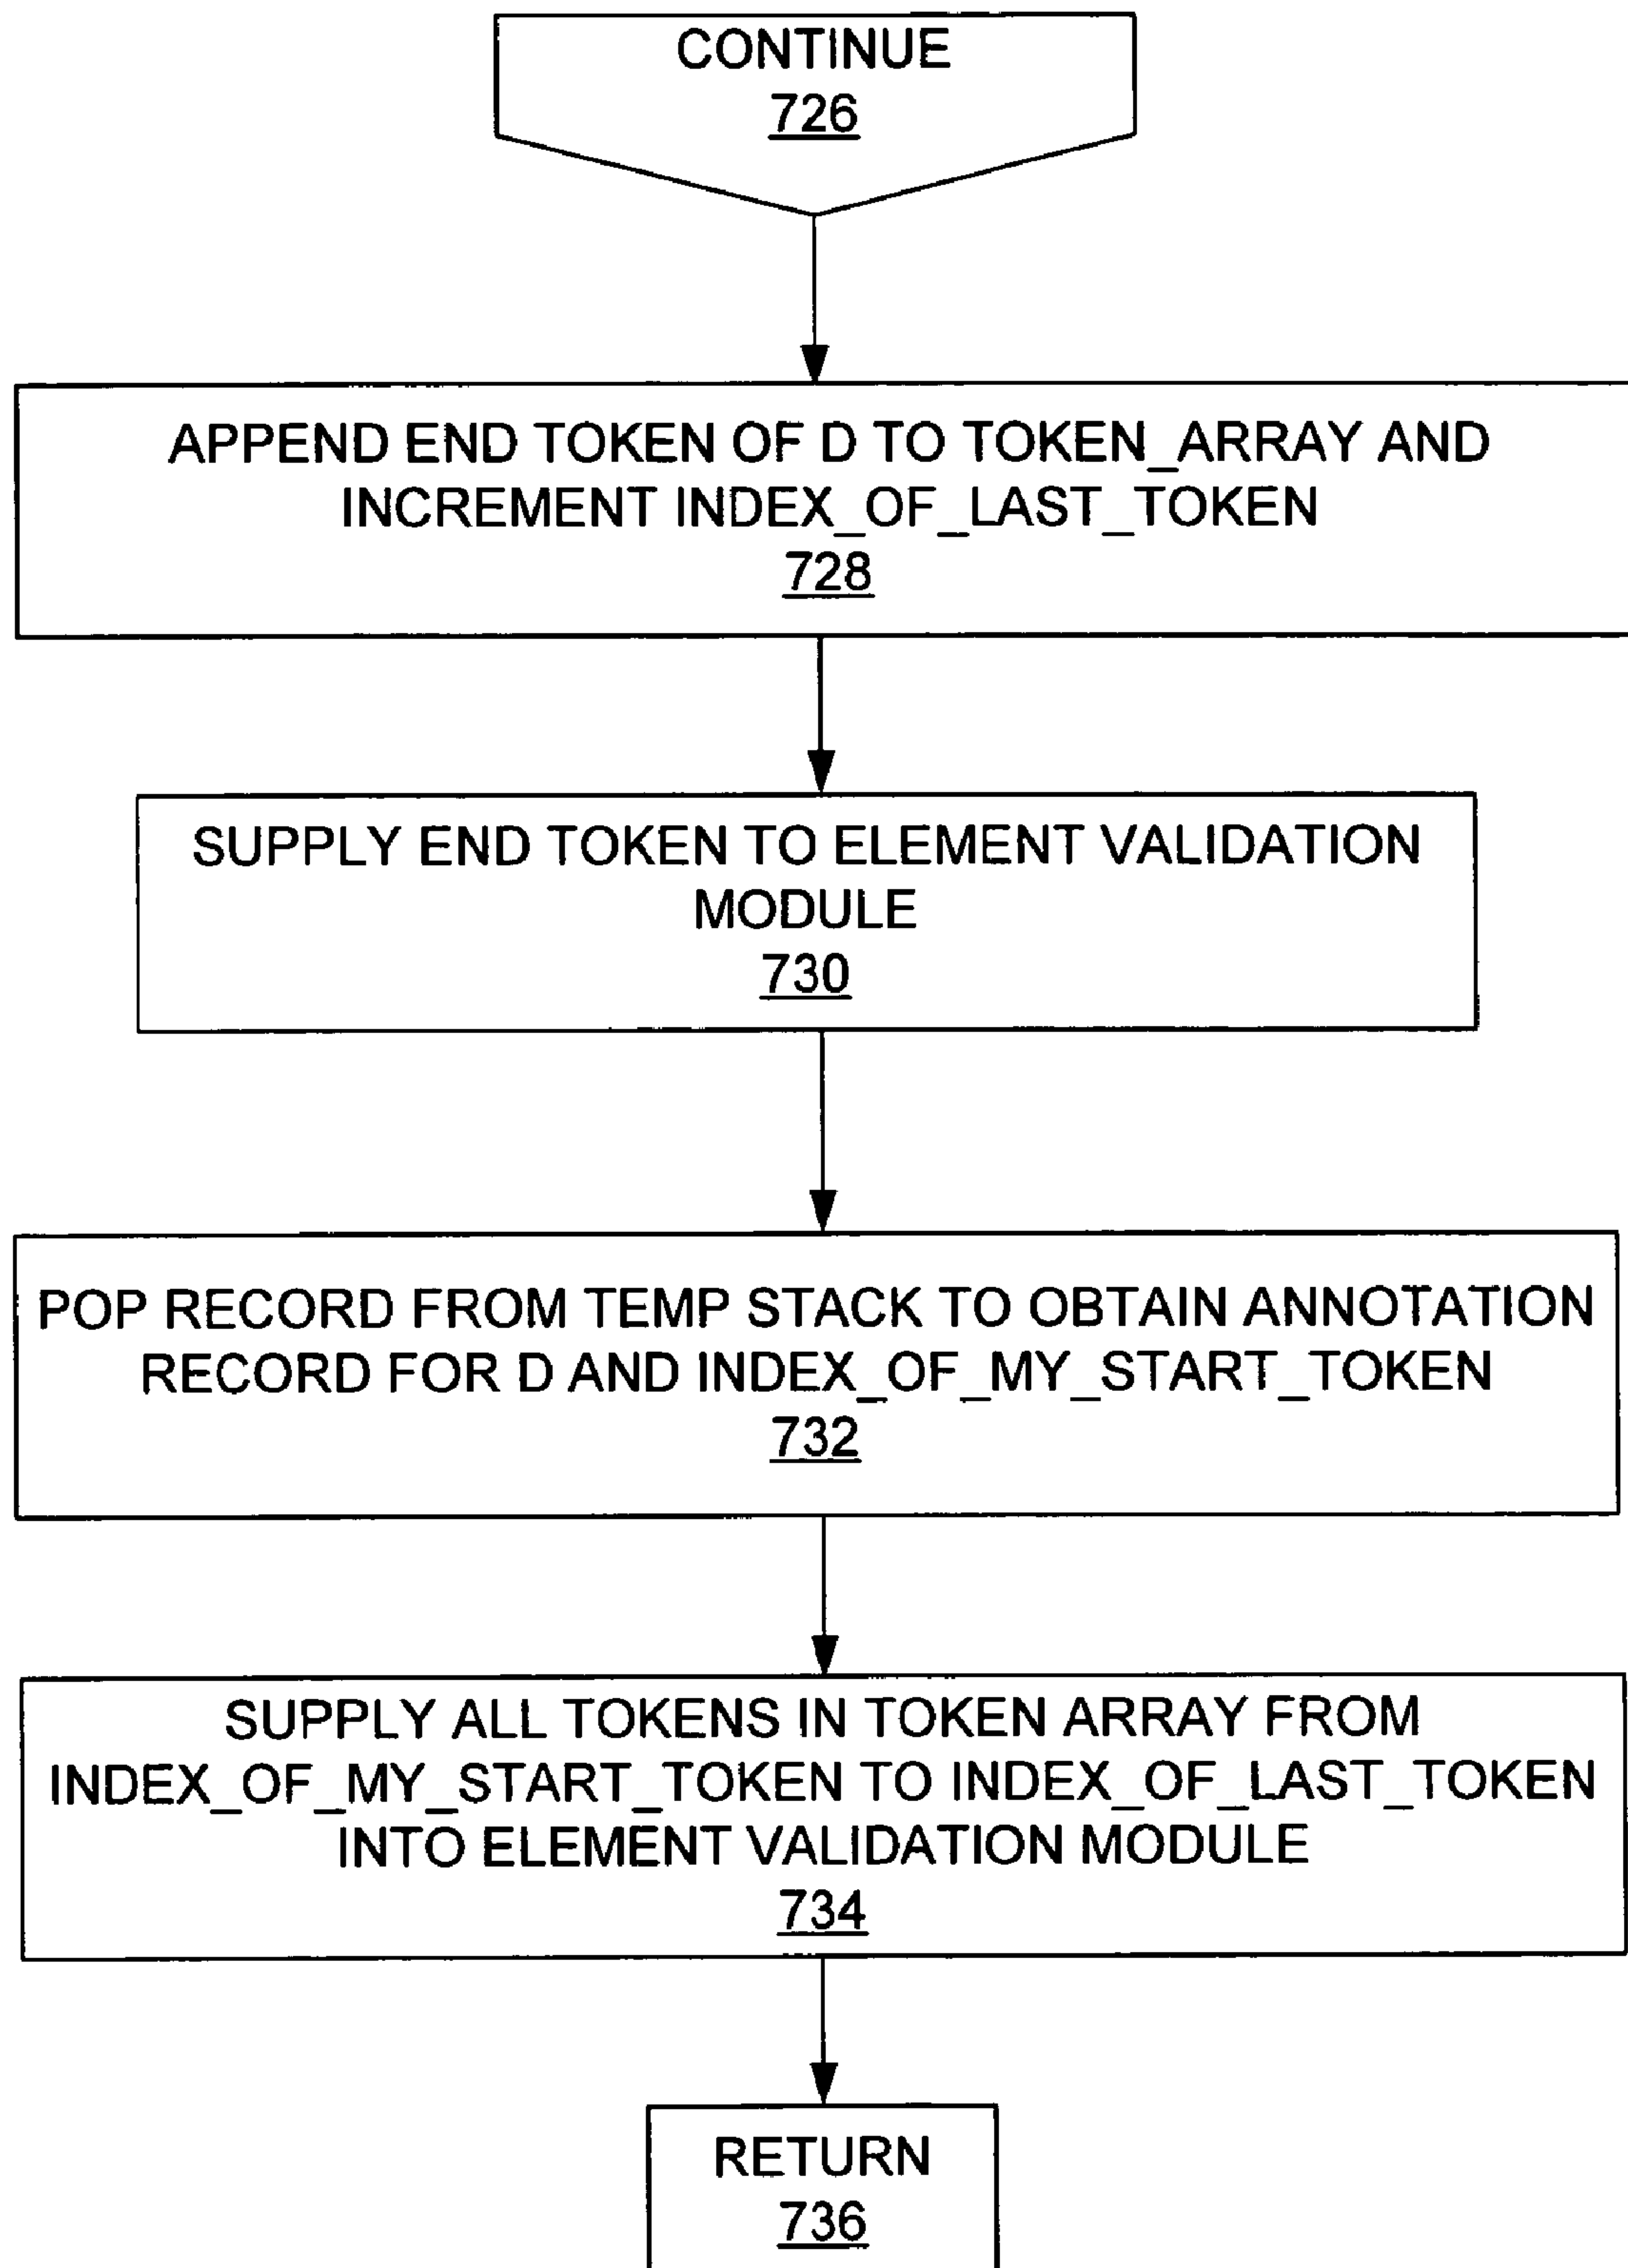 CONTINUE
726
APPEND END TOKEN OF D TO TOKEN_ARRAY AND
INCREMENT INDEX_OF_LAST_TOKEN
728
SUPPLY END TOKEN TO ELEMENT VALIDATION
MODULE
730
POP RECORD FROM TEMP STACK TO OBTAIN ANNOTATION
RECORD FOR D AND INDEX_OF_MY_START_TOKEN
732
SUPPLY ALL TOKENS IN TOKEN ARRAY FROM
INDEX_OF_MY_START_TOKEN TO INDEX_OF_LAST_TOKEN
INTO ELEMENT VALIDATION MODULE
734
RETURN
736